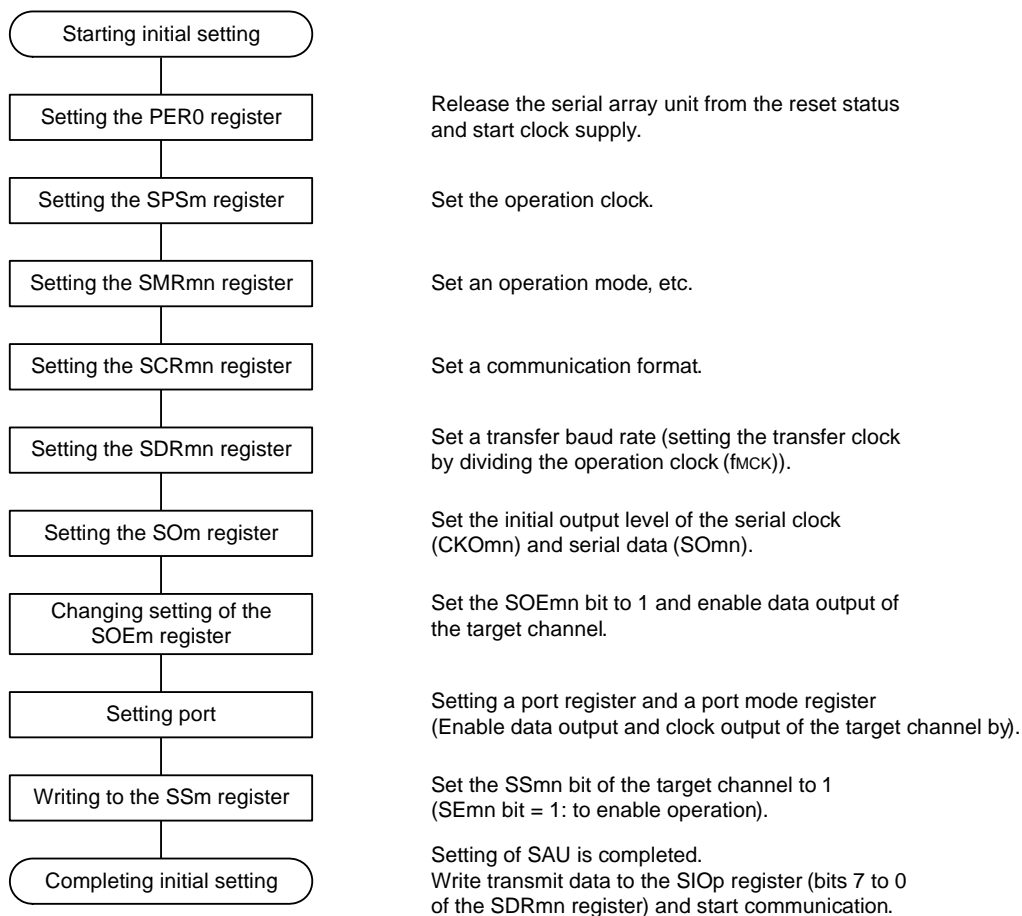 Starting initial setting
Setting the PER0 register
Release the serial array unit from the reset status
and start clock supply.
Setting the SPSm register
Set the operation clock.
Setting the SMRmn register
Set an operation mode, etc.
Setting the SCRmn register
Set a communication format.
Setting the SDRmn register
Set a transfer baud rate (setting the transfer clock
by dividing the operation clock (fMCK)).
Setting the SOm register
Set the initial output level of the serial clock
(CKOmn) and serial data (SOmn).
Changing setting of the
SOEm register
Set the SOEmn bit to 1 and enable data output of
the target channel.
Setting port
Setting a port register and a port mode register
(Enable data output and clock output of the target channel by).
Writing to the SSm register
Set the SSmn bit of the target channel to 1
(SEmn bit = 1: to enable operation).
Completing initial setting
Setting of SAU is completed.
Write transmit data to the SIOp register (bits 7 to 0
of the SDRmn register) and start communication.